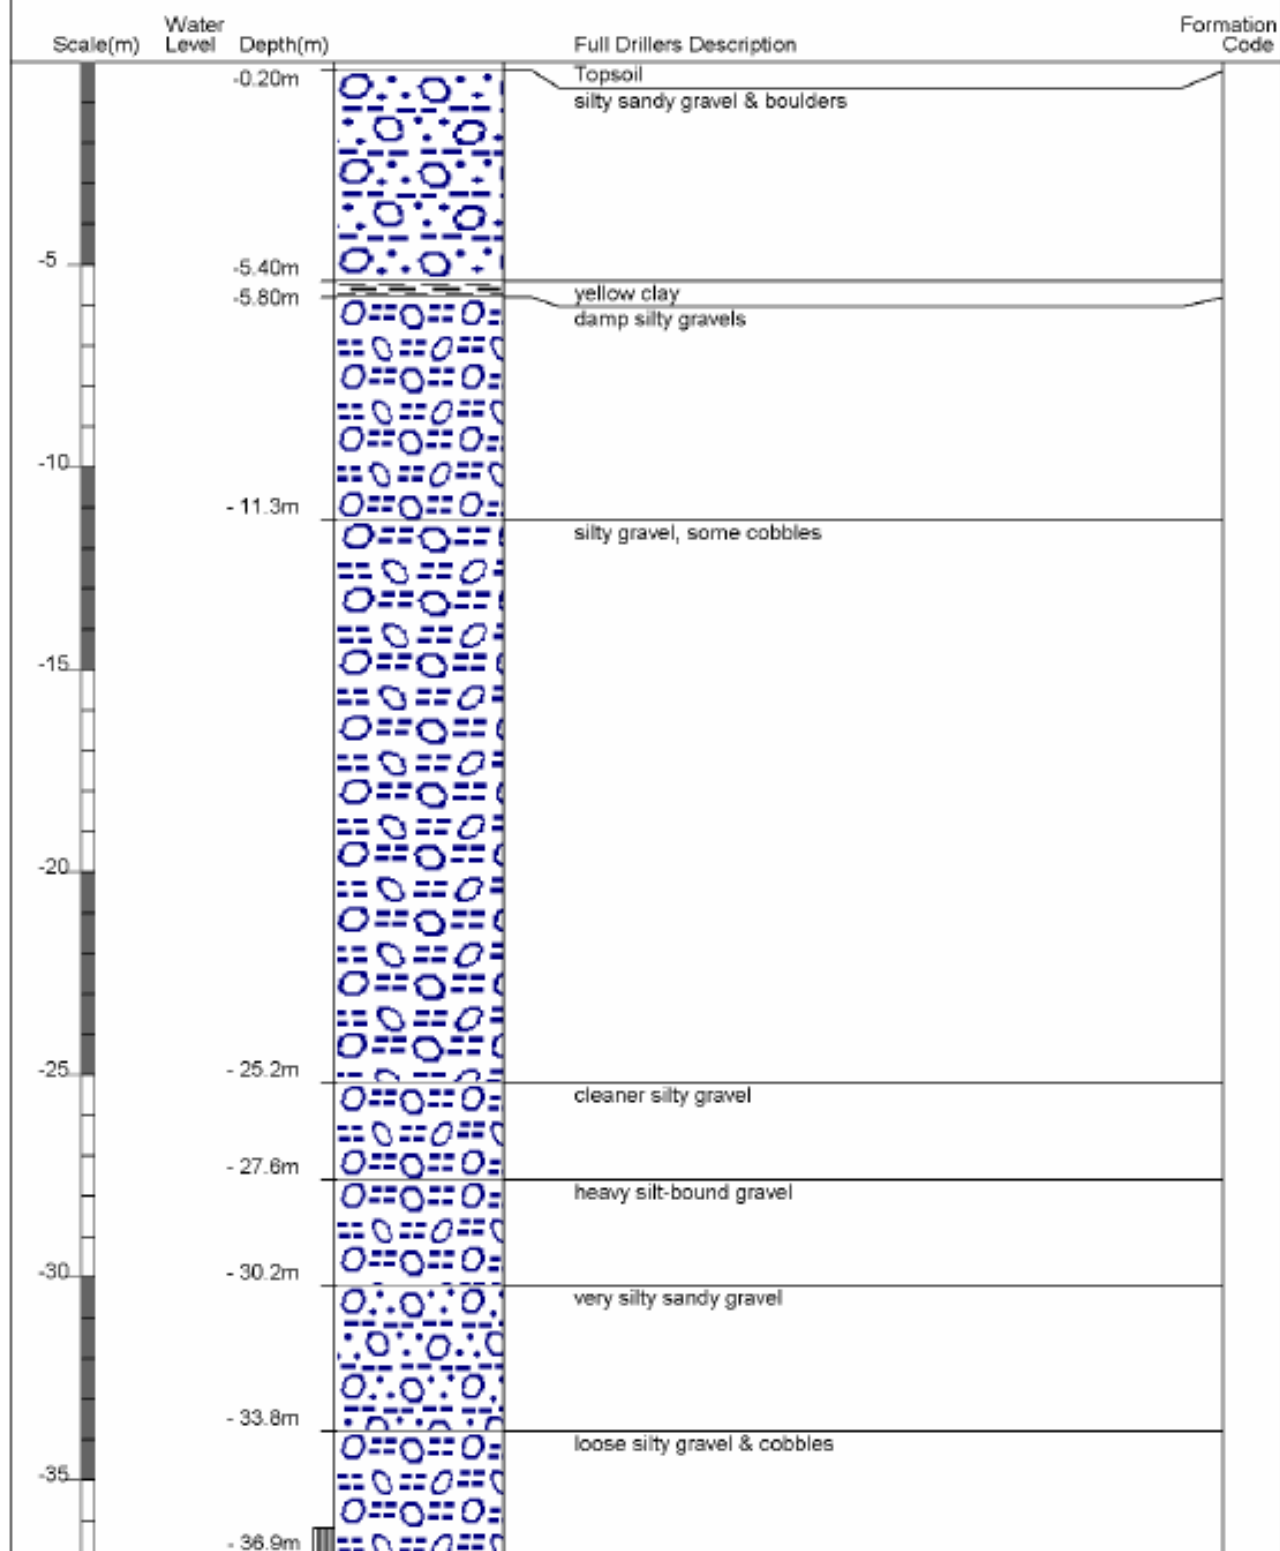 Scale(m) Water Level Depth(m) Full Drillers Description Formation Code
-0.20m Topsoil
silty sandy gravel & boulders
-5
-5.40m
yellow clay
-5.80m
damp silty gravels
-10
- 11.3m
silty gravel, some cobbles
-15
-20
-25
- 25.2m
cleaner silty gravel
- 27.6m
heavy silt-bound gravel
-30
- 30.2m
very silty sandy gravel
- 33.8m
loose silty gravel & cobbles
-35
- 36.9m